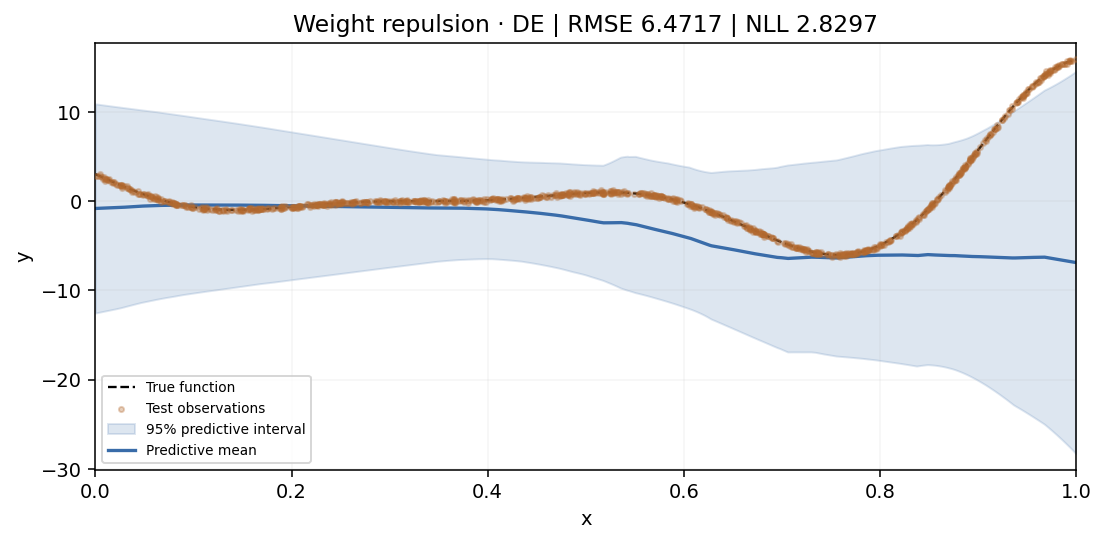 Weight repulsion · DE | RMSE 6.4717 | NLL 2.8297
y
10
0
−10
−20
−30
True function
Test observations
95% predictive interval
Predictive mean
0.0 0.2 0.4 0.6 0.8 1.0
x